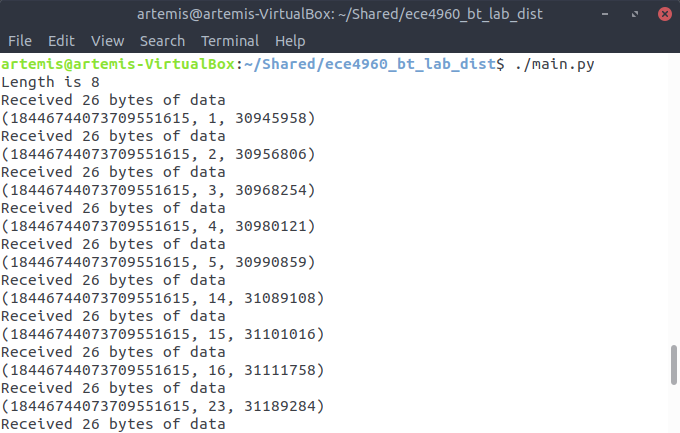 artemis@artemis-VirtualBox: ~/Shared/ece4960_bt_lab_dist
File Edit View Search Terminal Help
artemis@artemis-VirtualBox:~/Shared/ece4960_bt_lab_dist$ ./main.py
Length is 8
Received 26 bytes of data
(18446744073709551615, 1, 30945958)
Received 26 bytes of data
(18446744073709551615, 2, 30956806)
Received 26 bytes of data
(18446744073709551615, 3, 30968254)
Received 26 bytes of data
(18446744073709551615, 4, 30980121)
Received 26 bytes of data
(18446744073709551615, 5, 30990859)
Received 26 bytes of data
(18446744073709551615, 14, 31089108)
Received 26 bytes of data
(18446744073709551615, 15, 31101016)
Received 26 bytes of data
(18446744073709551615, 16, 31111758)
Received 26 bytes of data
(18446744073709551615, 23, 31189284)
Received 26 bytes of data